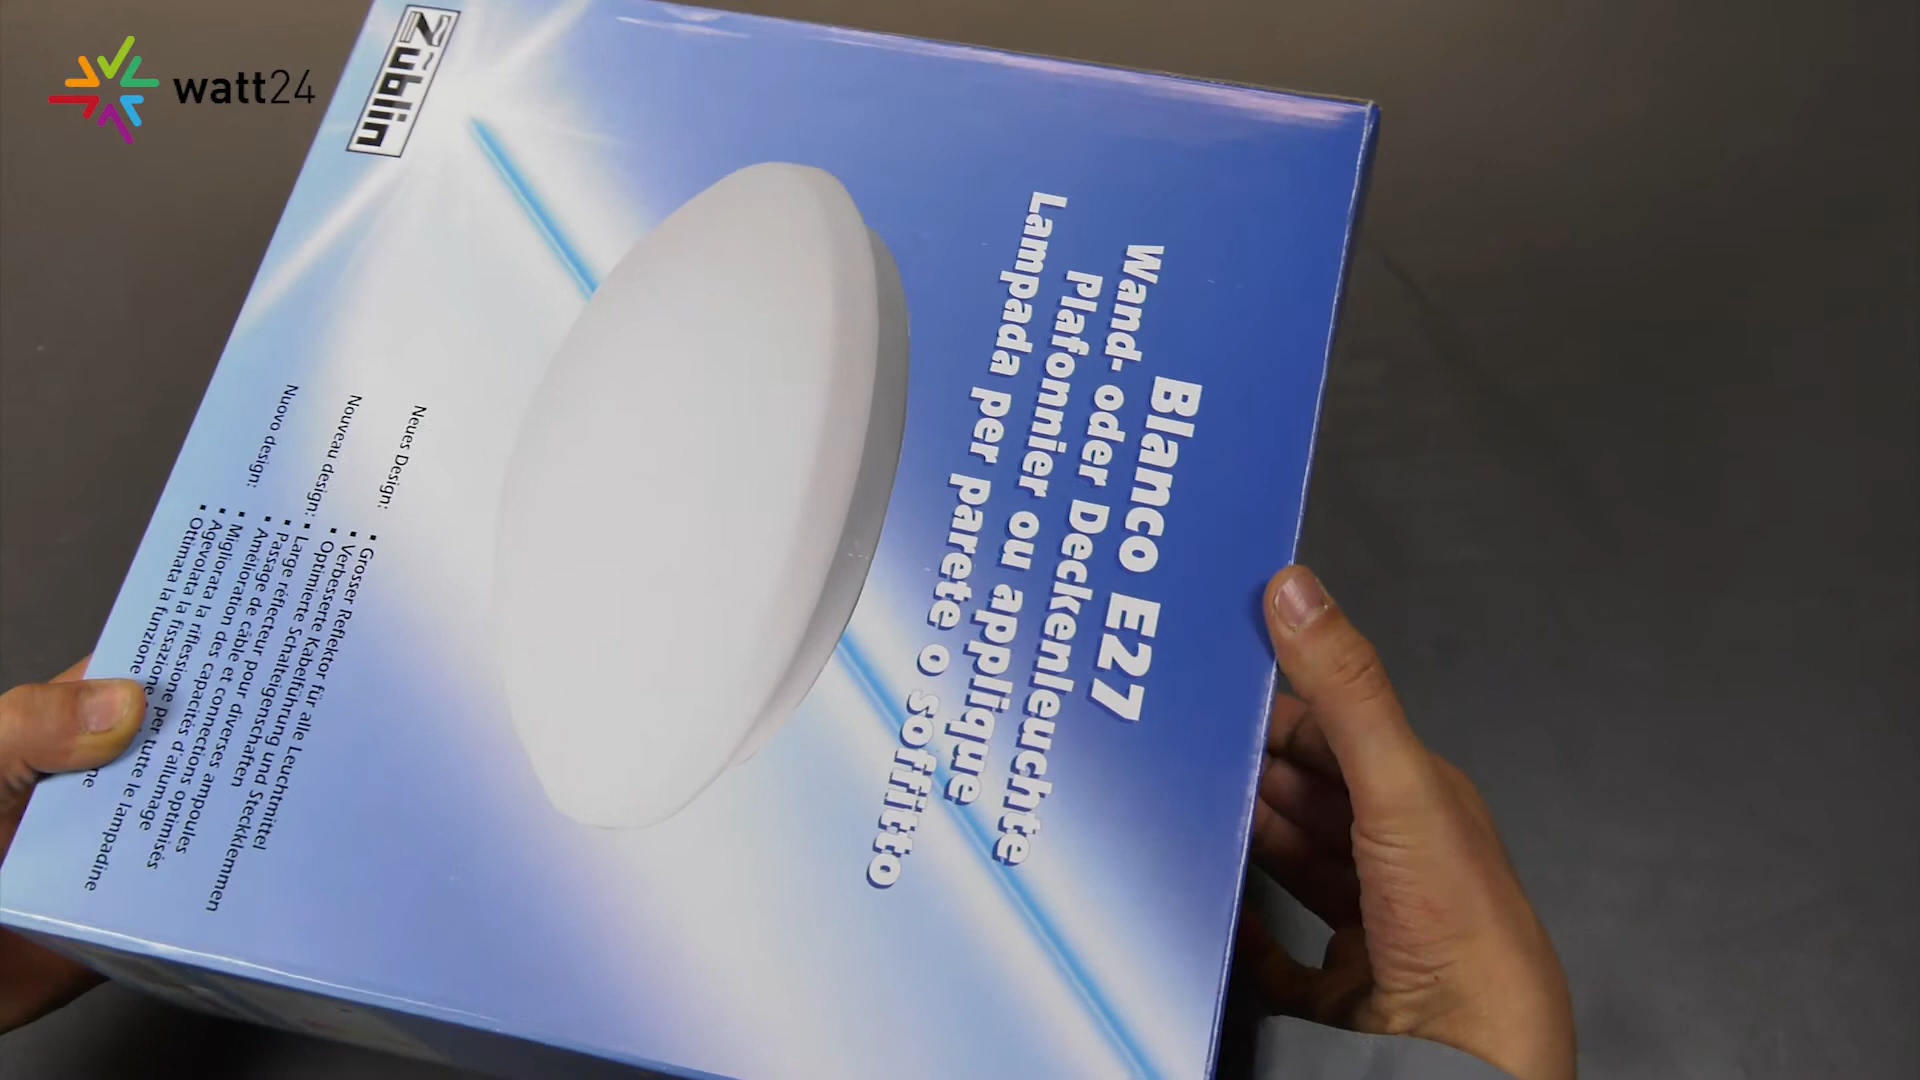 watt24
Züblin
Blanco E27
Wand- oder Deckenleuchte
Plafonnier ou applique
Lampada per parete o soffitto
Neues Design:
▪ Grosser Reflektor für alle Leuchtmittel
▪ Verbesserte Kabelführung und Steckklemmen
▪ Optimierte Schalteigenschaften
Nouveau design:
▪ Large réflecteur pour diverses ampoules
▪ Passage de câble et connections optimisés
▪ Amélioration des capacités d'allumage
Nuovo design:
▪ Migliorata la riflessione per tutte le lampadine
▪ Agevolata la fissazione
▪ Ottimata la funzione